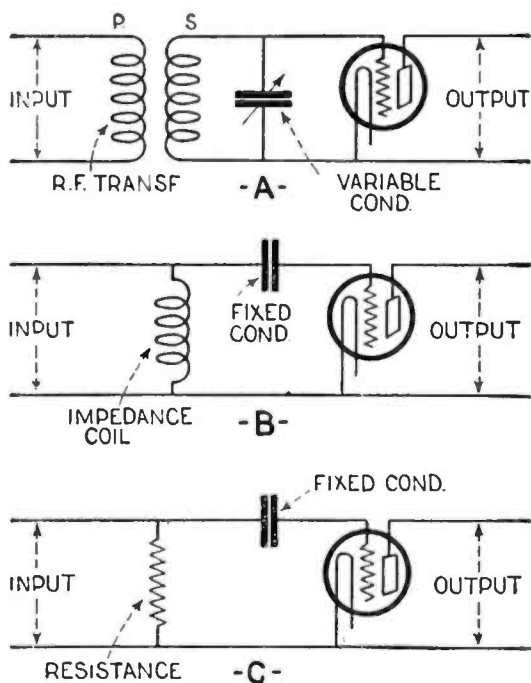 P. S
INPUT
OUTPUT
R.F. TRANSF
-A-
VARIABLE
COND.
INPUT
FIXED
COND.
OUTPUT
IMPEDANCE
COIL
-B-
FIXED COND.
INPUT
OUTPUT
RESISTANCE
-C-